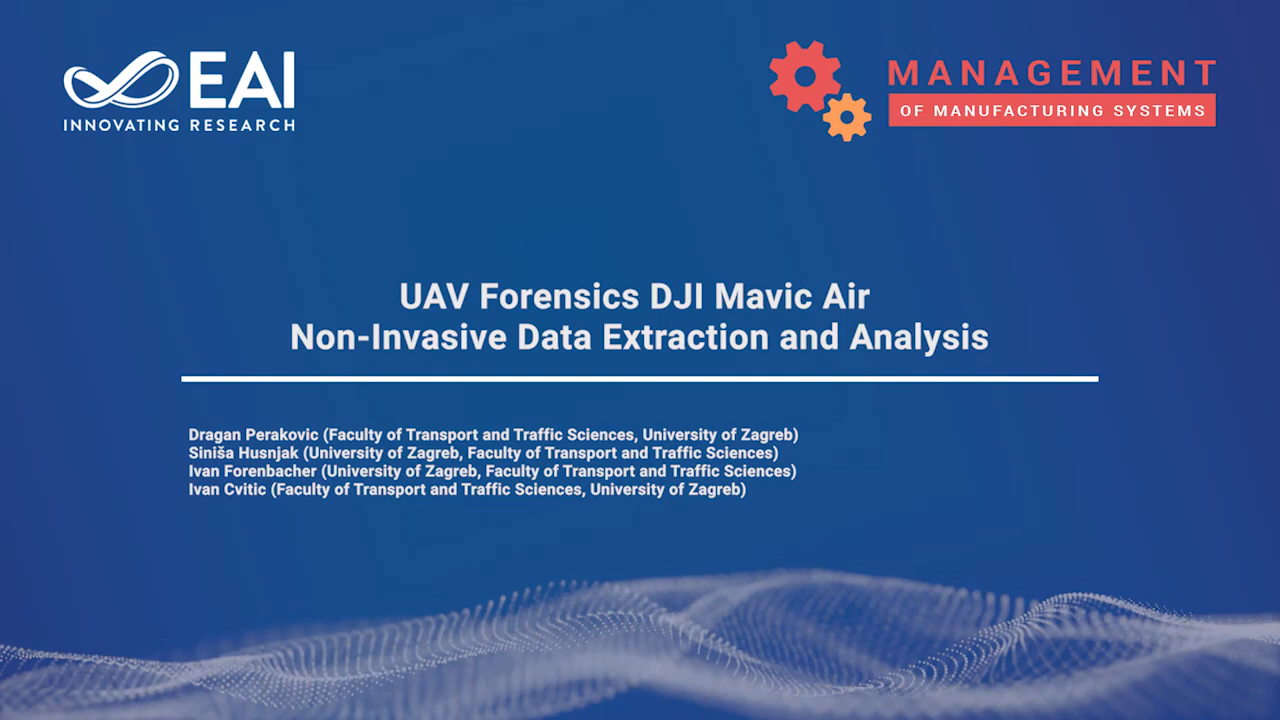 EAI
INNOVATING RESEARCH
MANAGEMENT
OF MANUFACTURING SYSTEMS
UAV Forensics DJI Mavic Air
Non-Invasive Data Extraction and Analysis
Dragan Perakovic (Faculty of Transport and Traffic Sciences, University of Zagreb)
Siniša Husnjak (University of Zagreb, Faculty of Transport and Traffic Sciences)
Ivan Forenbacher (University of Zagreb, Faculty of Transport and Traffic Sciences)
Ivan Cvitic (Faculty of Transport and Traffic Sciences, University of Zagreb)